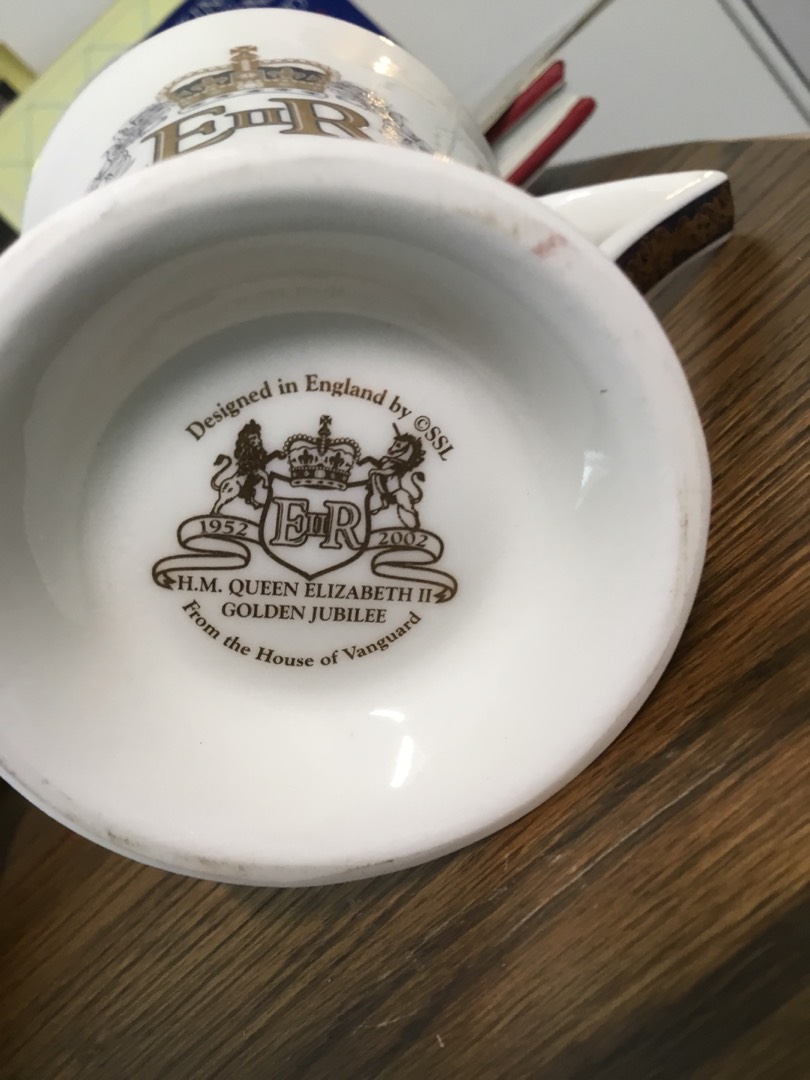 EIIR
Designed in England by ©SSL
EIIR
1952 2002
H.M. QUEEN ELIZABETH II
GOLDEN JUBILEE
From the House of Vanguard